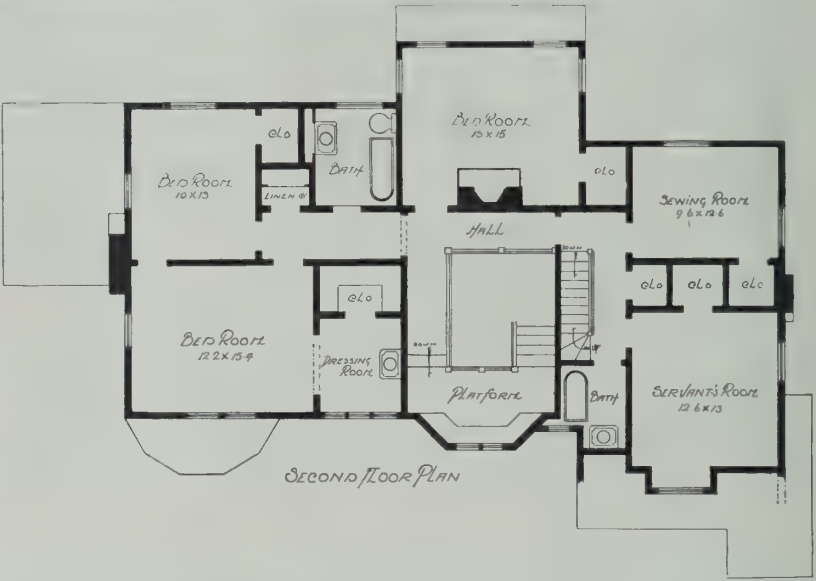 BED ROOM
13 X 15
CLO
BATH
BED ROOM
10 X 13
LINEN
CLO
SEWING ROOM
9 6 X 12 6
HALL
DOWN
CLO
CLO
CLO
CLO
BED ROOM
12 2 X 15 4
DOWN
UP
DRESSING
ROOM
PLATFORM
BATH
SERVANT'S ROOM
12 6 X 13
SECOND FLOOR PLAN